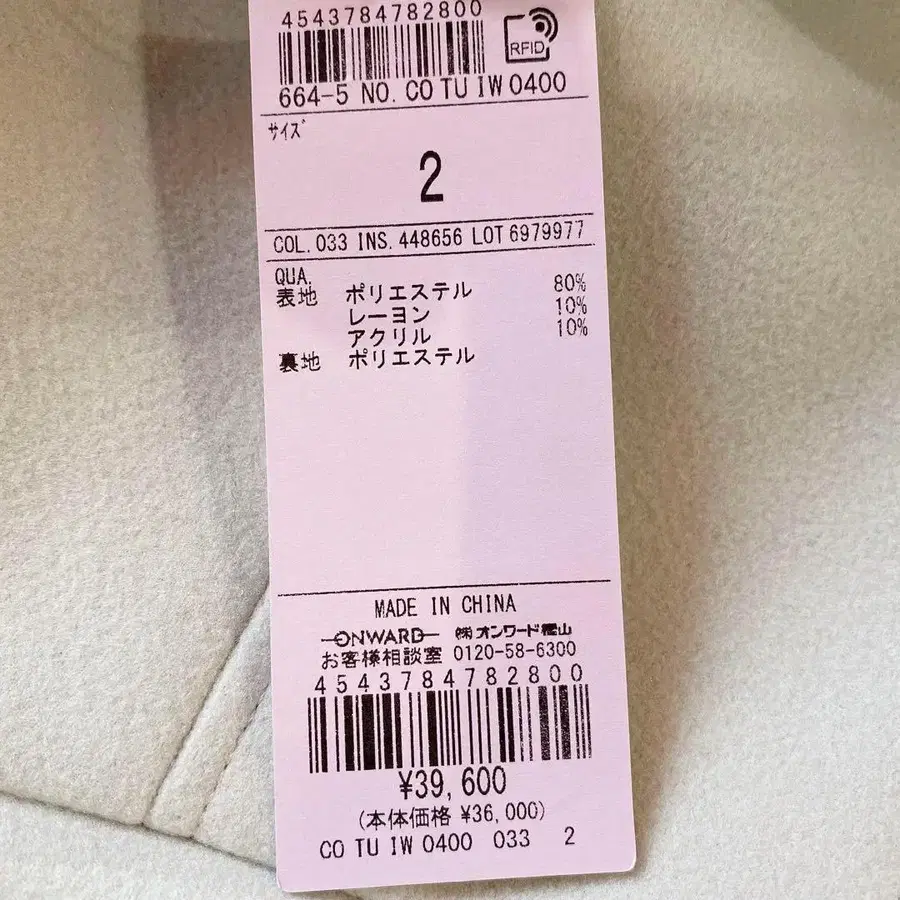 4543784782800
RFID
664-5 NO. CO TU IW 0400
サイズ
2
COL. 033 INS. 448656 LOT 6979977
QUA.
表地 ポリエステル 80%
レーヨン 10%
アクリル 10%
裏地 ポリエステル
MADE IN CHINA
ONWARD ㈱オンワード樫山
お客様相談室 0120-58-6300
4543784782800
¥39,600
(本体価格 ¥36,000)
CO TU IW 0400 033 2